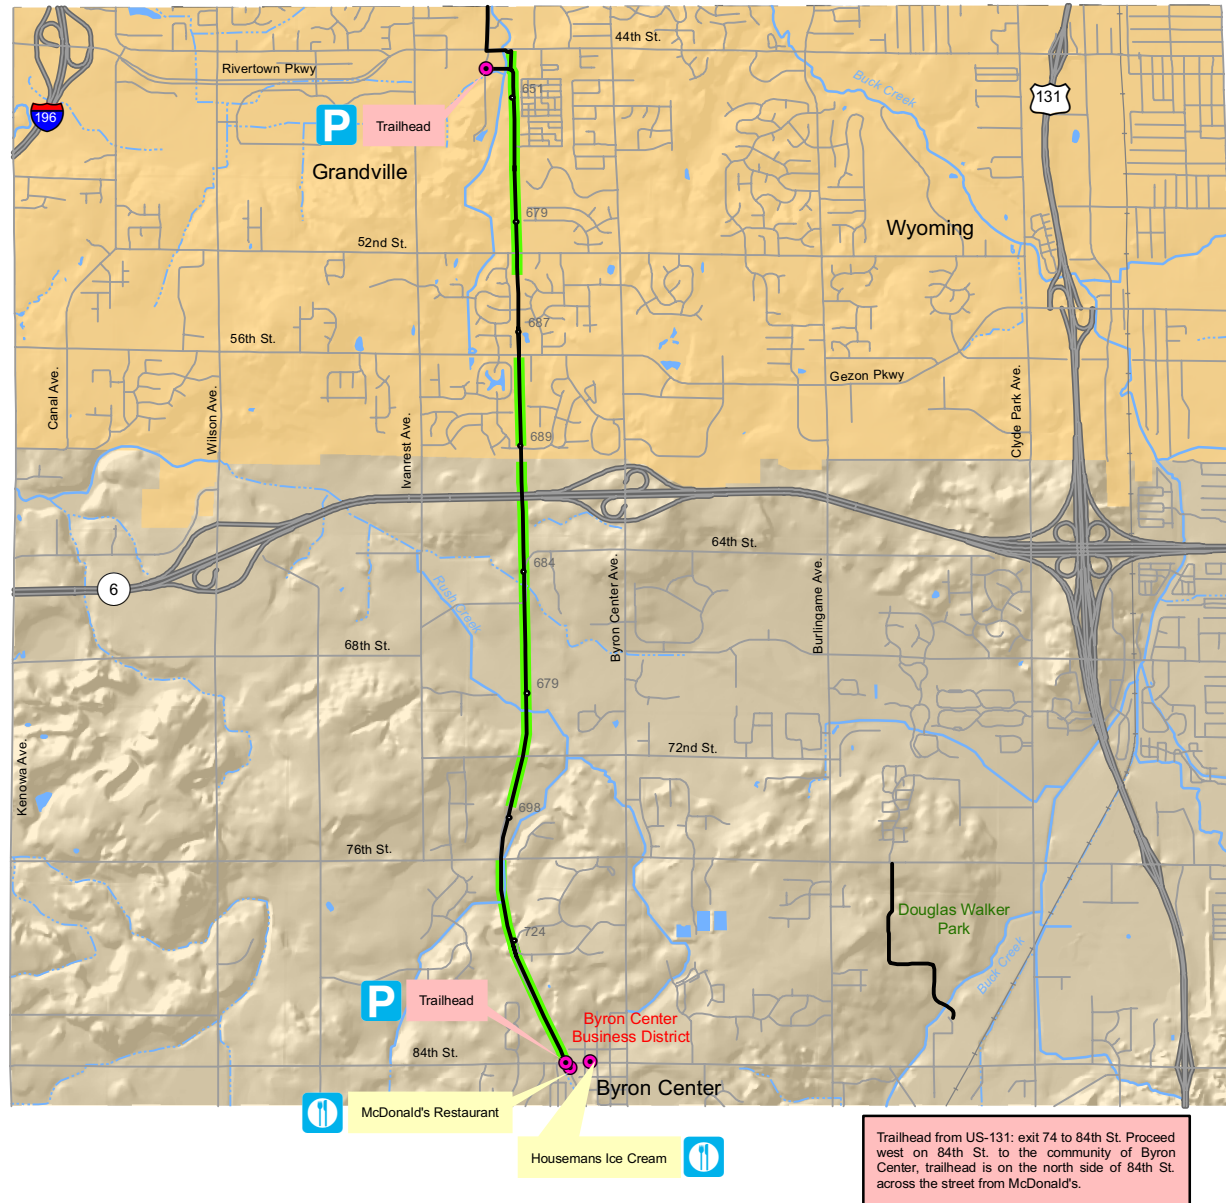 44th St.
Rivertown Pkwy
Buck Creek
131
196
651
P
Trailhead
Grandville
679
Wyoming
52nd St.
687
56th St.
Gezon Pkwy
Canal Ave.
Wilson Ave.
Ivanrest Ave.
Clyde Park Ave.
689
64th St.
684
6
Rush Creek
Byron Center Ave.
Burlingame Ave.
68th St.
679
72nd St.
Kenowa Ave.
698
76th St.
Douglas Walker
Park
724
Buck Creek
P
Trailhead
Byron Center
Business District
84th St.
Byron Center
McDonald's Restaurant
Housemans Ice Cream
Trailhead from US-131: exit 74 to 84th St. Proceed
west on 84th St. to the community of Byron
Center, trailhead is on the north side of 84th St.
across the street from McDonald's.